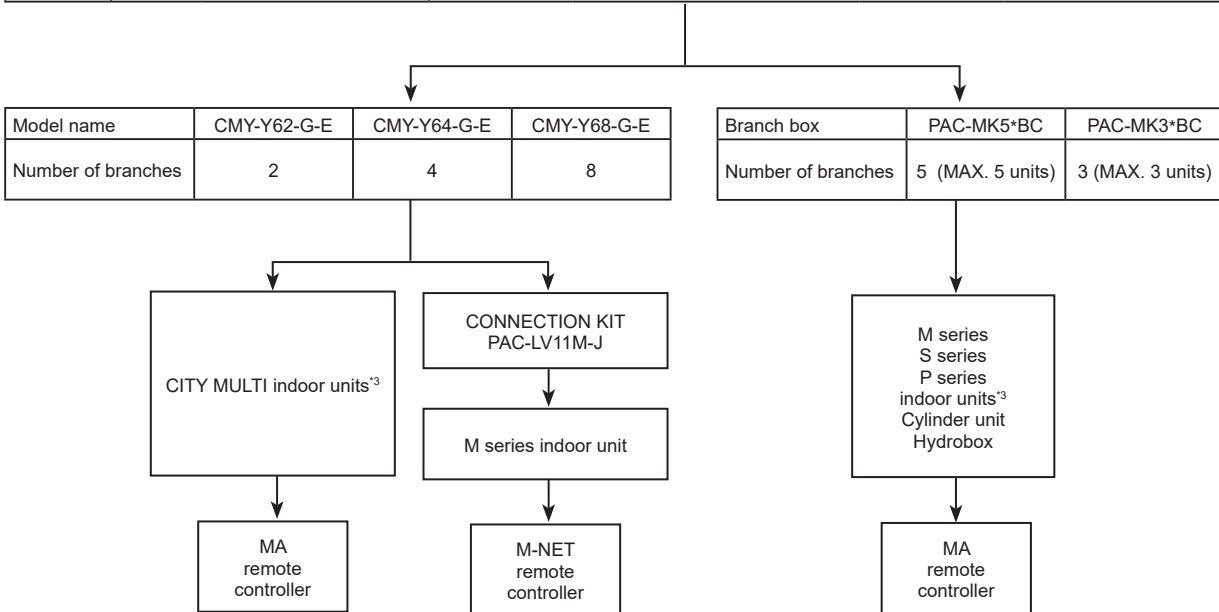 Model name CMY-Y62-G-E CMY-Y64-G-E CMY-Y68-G-E
Number of branches 2 4 8
Branch box PAC-MK5*BC PAC-MK3*BC
Number of branches 5 (MAX. 5 units) 3 (MAX. 3 units)
CITY MULTI indoor units*3
CONNECTION KIT
PAC-LV11M-J
M series indoor unit
M series
S series
P series
indoor units*3
Cylinder unit
Hydrobox
MA
remote
controller
M-NET
remote
controller
MA
remote
controller